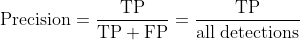 Precision = TP / (TP + FP) = TP / all detections